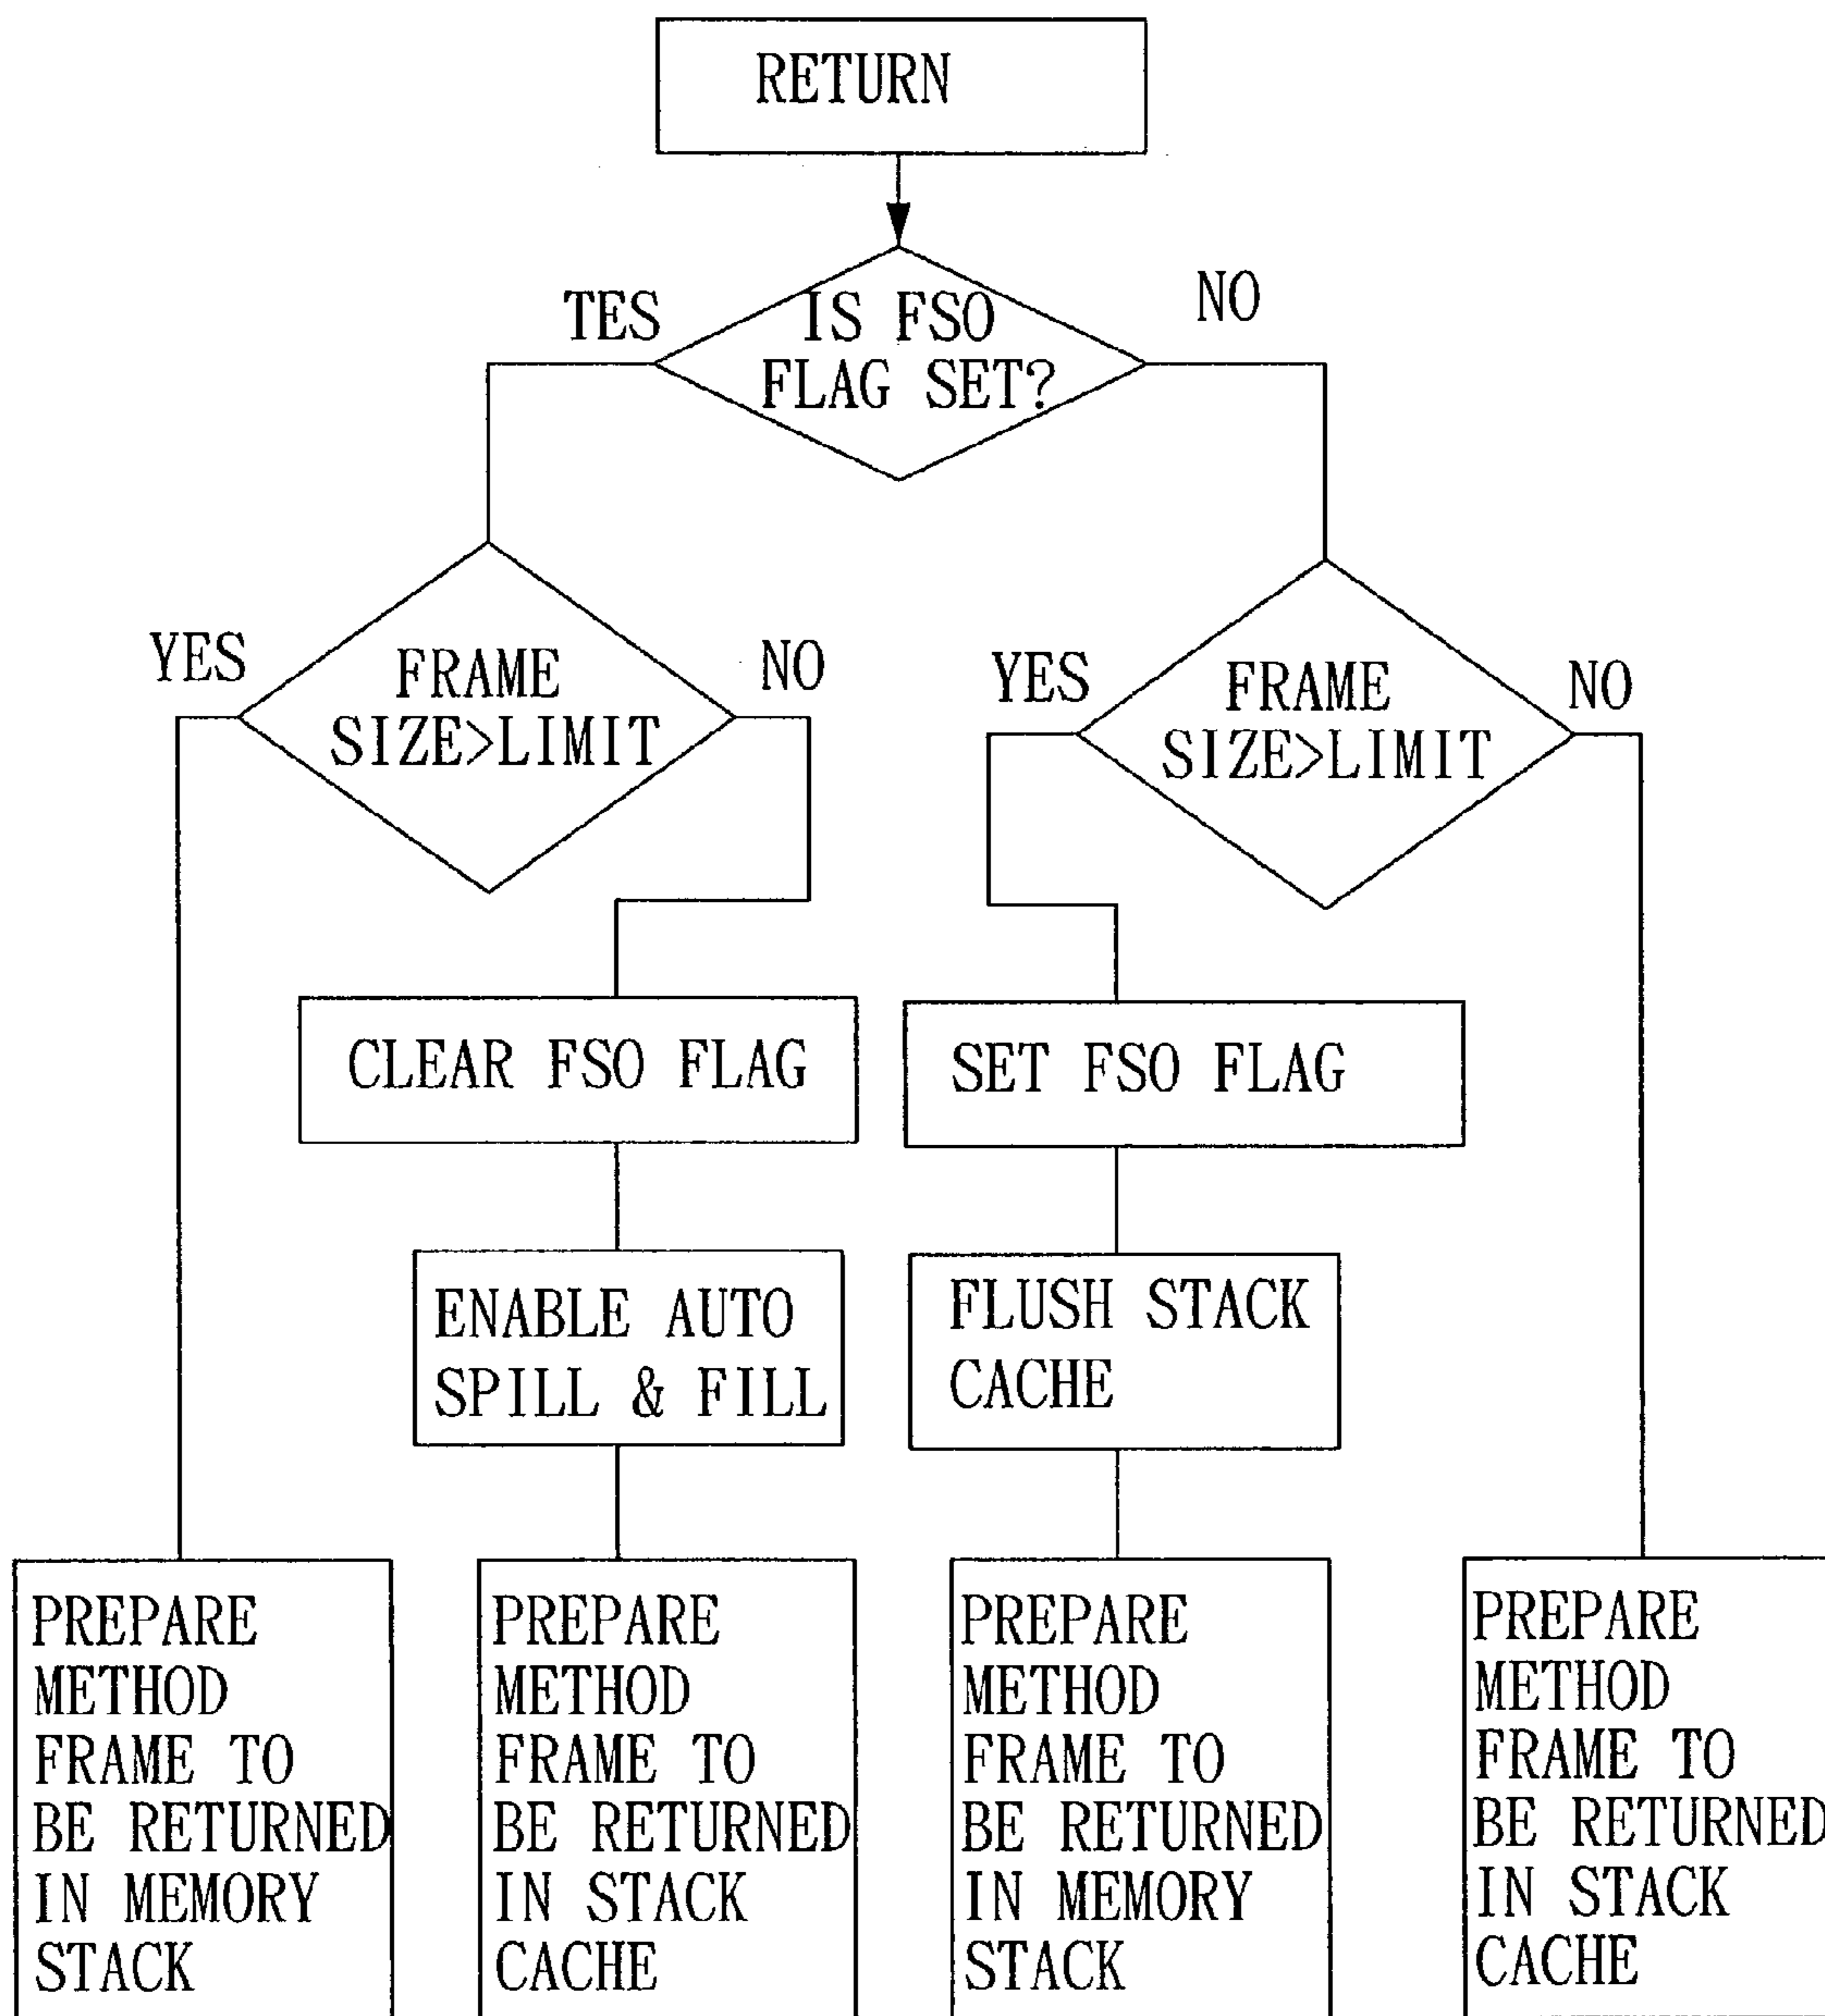 RETURN
TES
IS FSO
FLAG SET?
NO
YES
FRAME
SIZE>LIMIT
NO
YES
FRAME
SIZE>LIMIT
NO
CLEAR FSO FLAG
SET FSO FLAG
ENABLE AUTO
SPILL & FILL
FLUSH STACK
CACHE
PREPARE
METHOD
FRAME TO
BE RETURNED
IN MEMORY
STACK
PREPARE
METHOD
FRAME TO
BE RETURNED
IN STACK
CACHE
PREPARE
METHOD
FRAME TO
BE RETURNED
IN MEMORY
STACK
PREPARE
METHOD
FRAME TO
BE RETURNED
IN STACK
CACHE